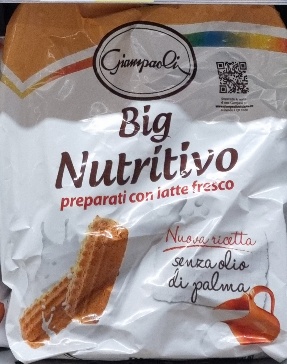 Giampaoli
Big
Nutritivo
preparati con latte fresco
Nuova ricetta
senza olio
di palma